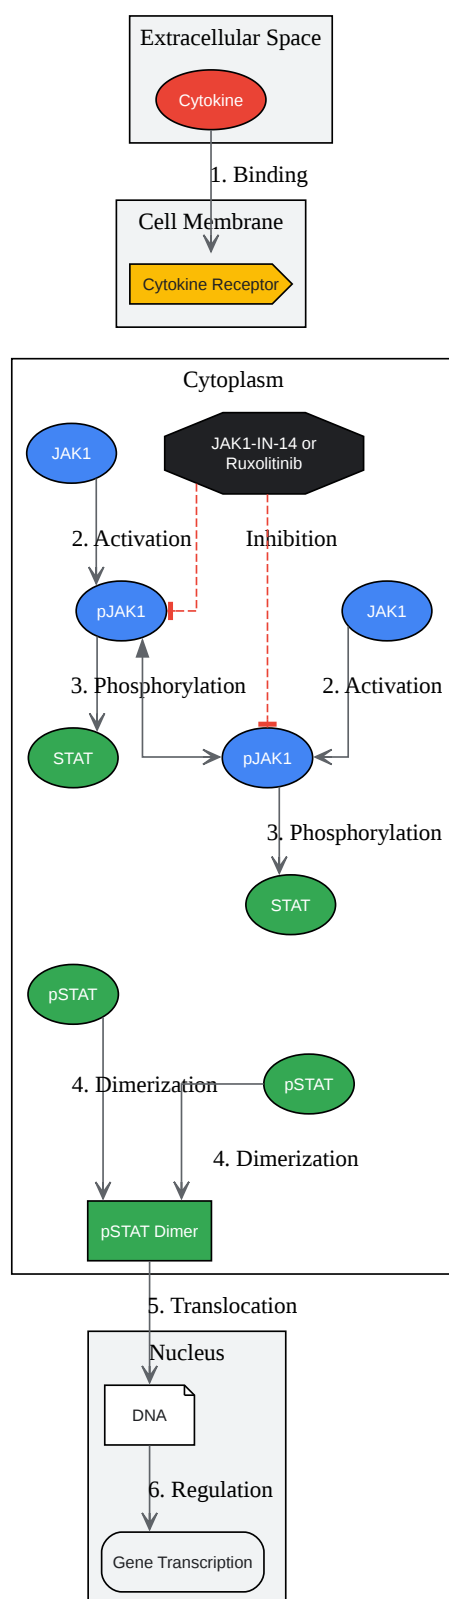 Extracellular Space
Cytokine
1. Binding
Cell Membrane
Cytokine Receptor
Cytoplasm
JAK1
JAK1-IN-14 or
Ruxolitinib
2. Activation
Inhibition
pJAK1
JAK1
3. Phosphorylation
2. Activation
STAT
pJAK1
3. Phosphorylation
STAT
pSTAT
4. Dimerization
pSTAT
4. Dimerization
pSTAT Dimer
5. Translocation
Nucleus
DNA
6. Regulation
Gene Transcription